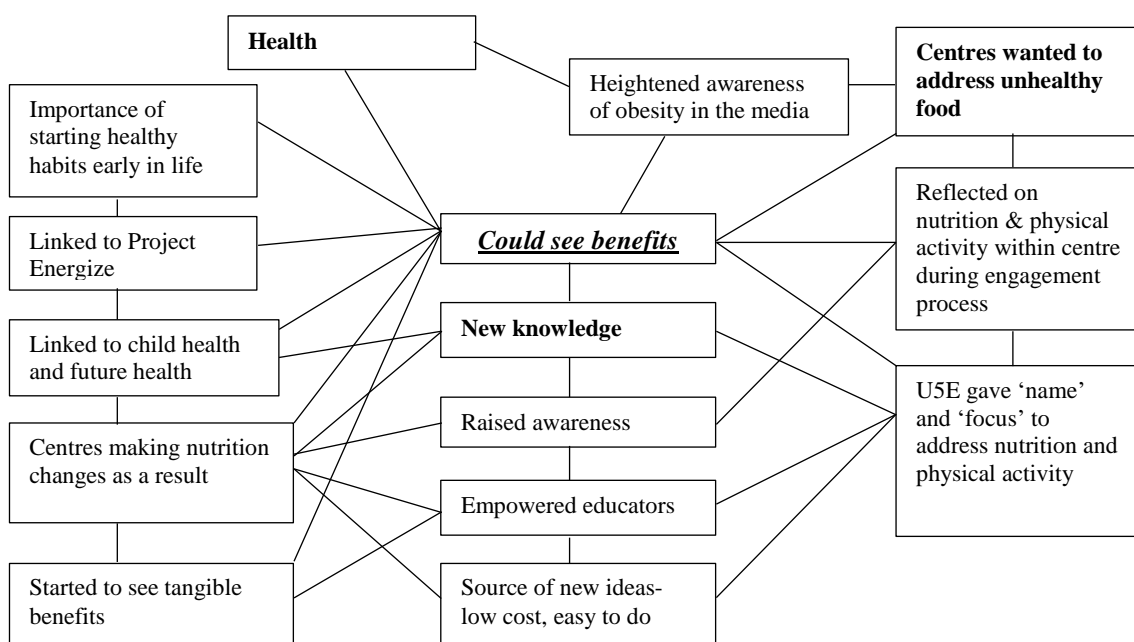 Health
Heightened awareness
of obesity in the media
Centres wanted to
address unhealthy
food
Importance of
starting healthy
habits early in life
Reflected on
nutrition & physical
activity within centre
during engagement
process
Linked to Project
Energize
Could see benefits
Linked to child health
and future health
New knowledge
U5E gave ‘name’
and ‘focus’ to
address nutrition and
physical activity
Centres making nutrition
changes as a result
Raised awareness
Empowered educators
Started to see tangible
benefits
Source of new ideas-
low cost, easy to do